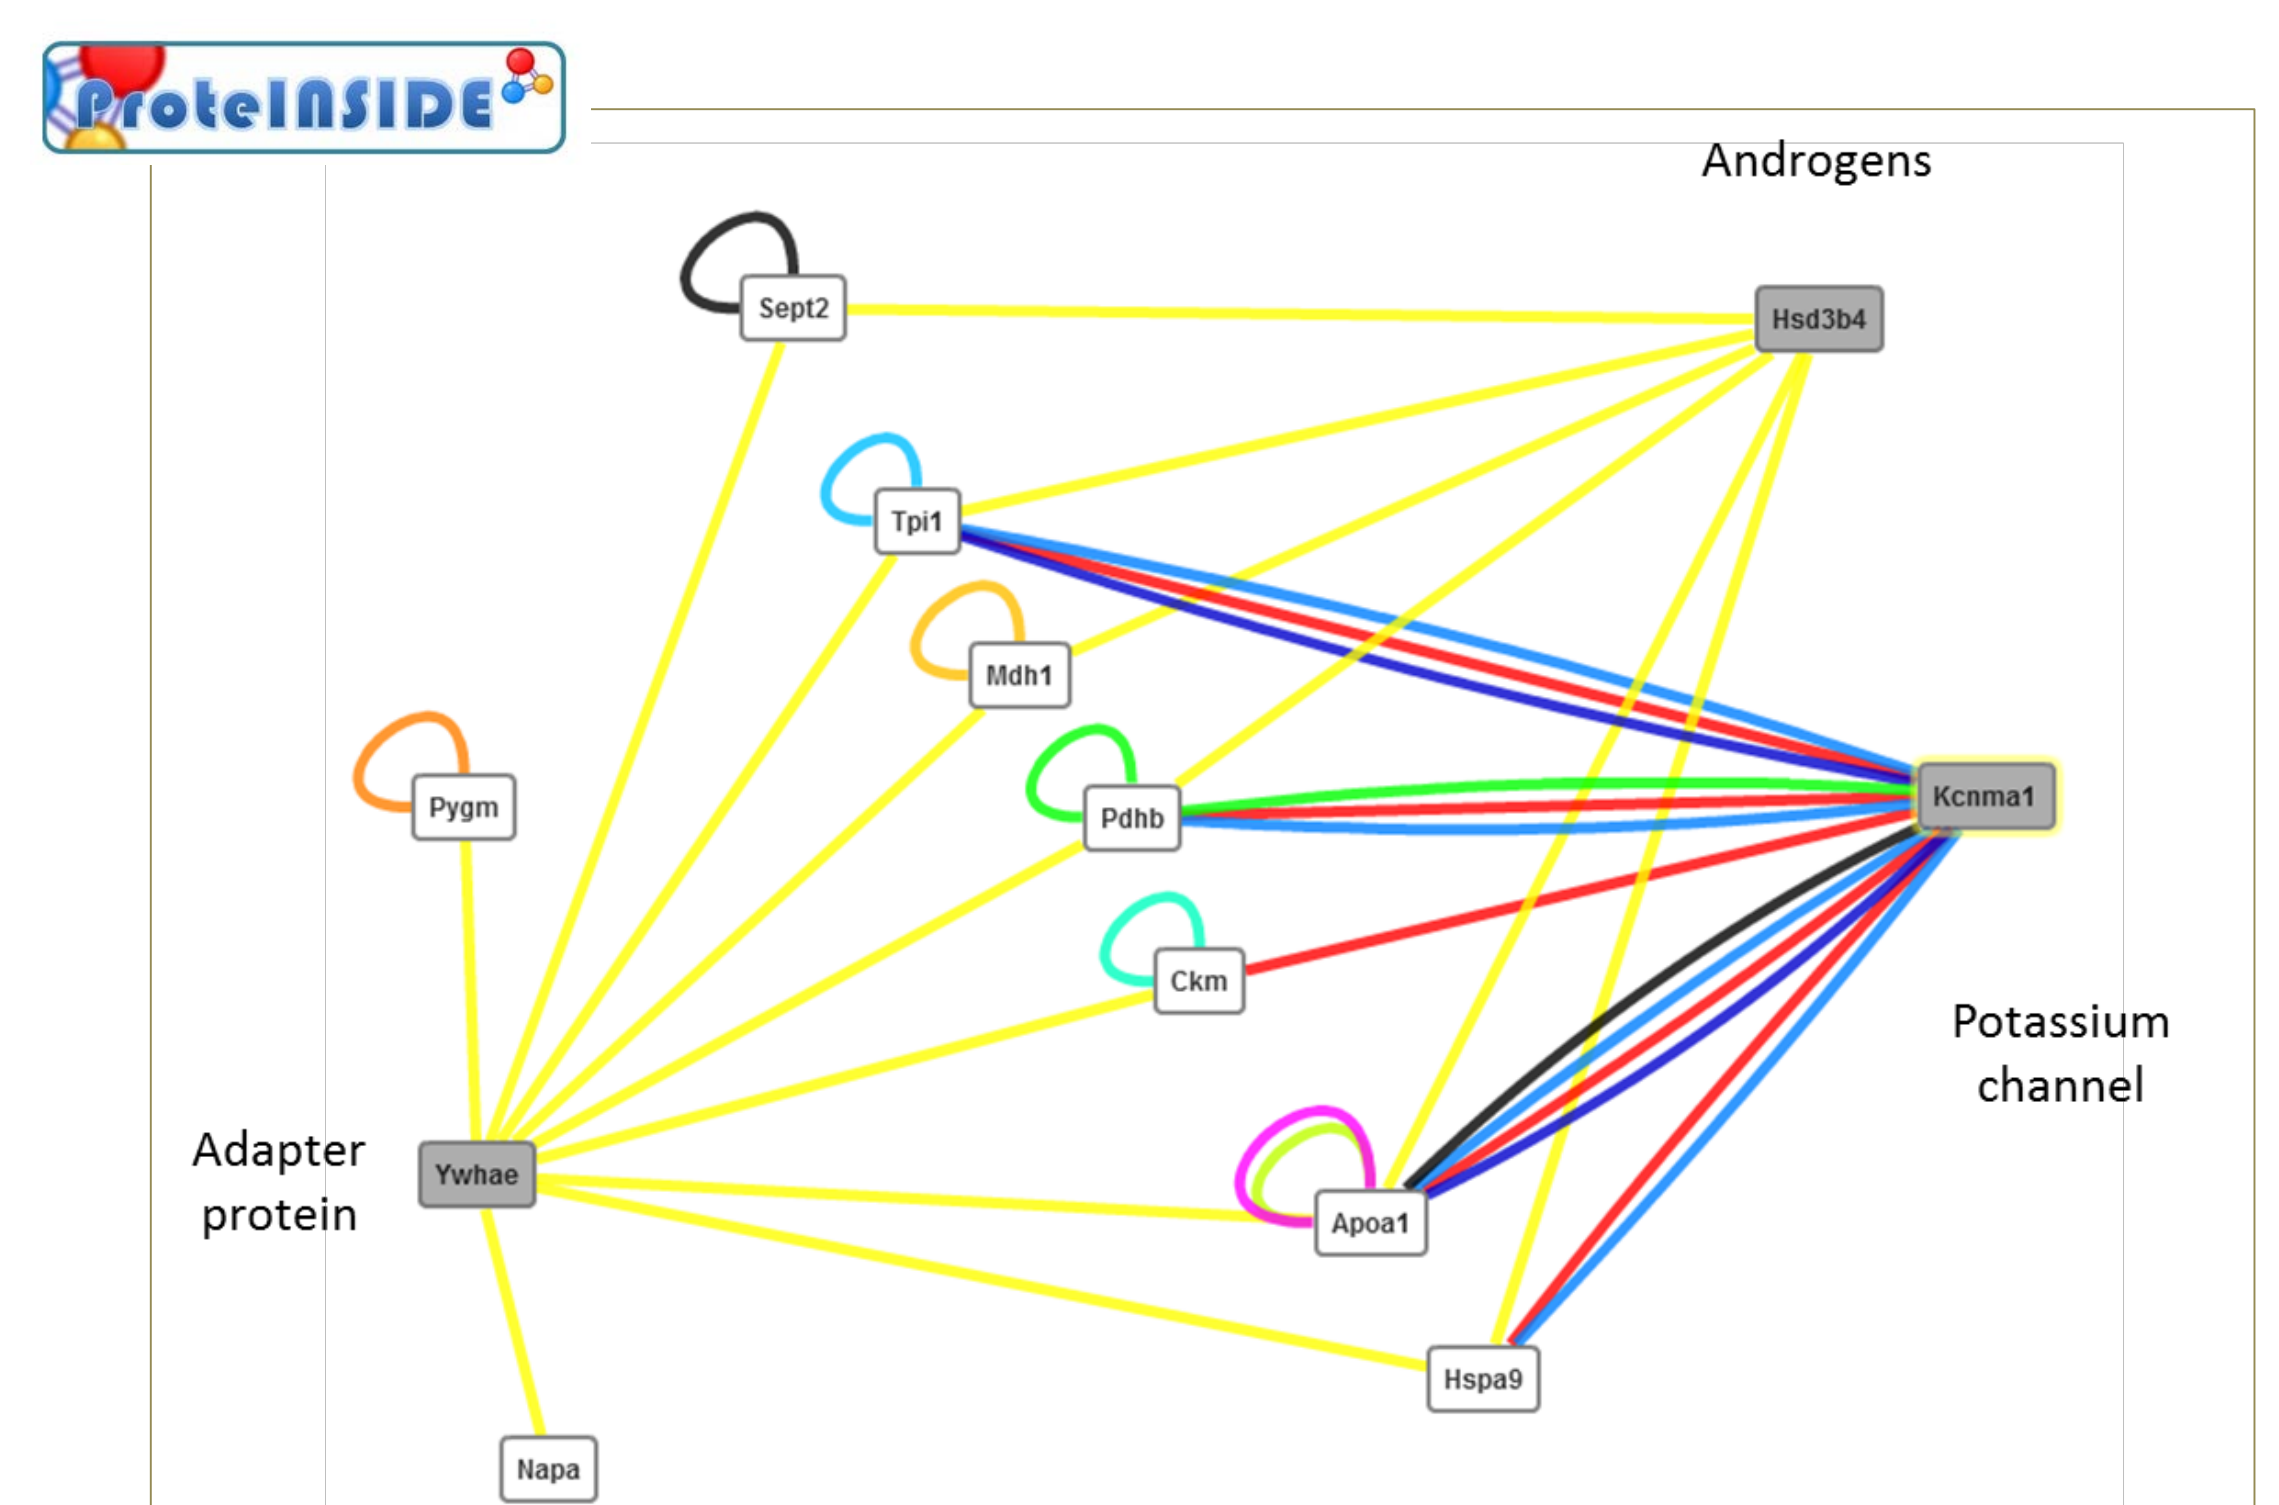 ProteINSIDE
Androgens
Sept2
Hsd3b4
Tpi1
Mdh1
Pygm
Pdhb
Kcnma1
Ckm
Potassium
channel
Adapter
protein
Ywhae
Apoa1
Hspa9
Napa